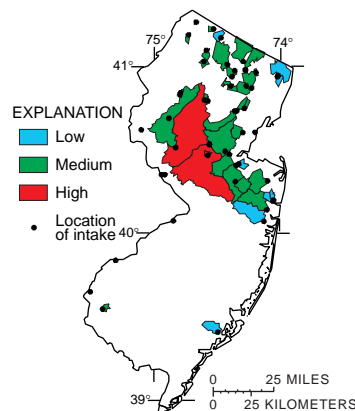 75° 74°
41°
EXPLANATION
Low
Medium
High
Location
of intake
40°
0 25 MILES
0 25 KILOMETERS
39°